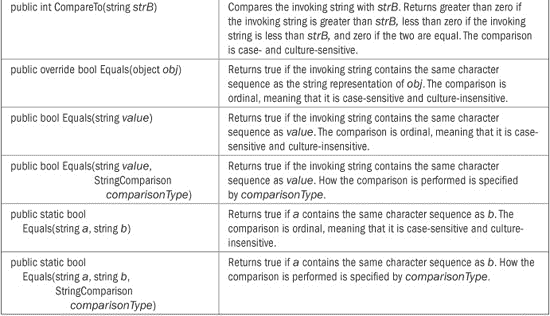 public int CompareTo(string strB)
Compares the invoking string with strB. Returns greater than zero if
the invoking string is greater than strB, less than zero if the invoking
string is less than strB, and zero if the two are equal. The comparison
is case- and culture-sensitive.
public override bool Equals(object obj)
Returns true if the invoking string contains the same character
sequence as the string representation of obj. The comparison is
ordinal, meaning that it is case-sensitive and culture-insensitive.
public bool Equals(string value)
Returns true if the invoking string contains the same character
sequence as value. The comparison is ordinal, meaning that it is case-
sensitive and culture-insensitive.
public bool Equals(string value,
StringComparison
comparisonType)
Returns true if the invoking string contains the same character
sequence as value. How the comparison is performed is specified
by comparisonType.
public static bool
Equals(string a, string b)
Returns true if a contains the same character sequence as b. The
comparison is ordinal, meaning that it is case-sensitive and culture-
insensitive.
public static bool
Equals(string a, string b,
StringComparison
comparisonType)
Returns true if a contains the same character sequence as b. How the
comparison is performed is specified by comparisonType.